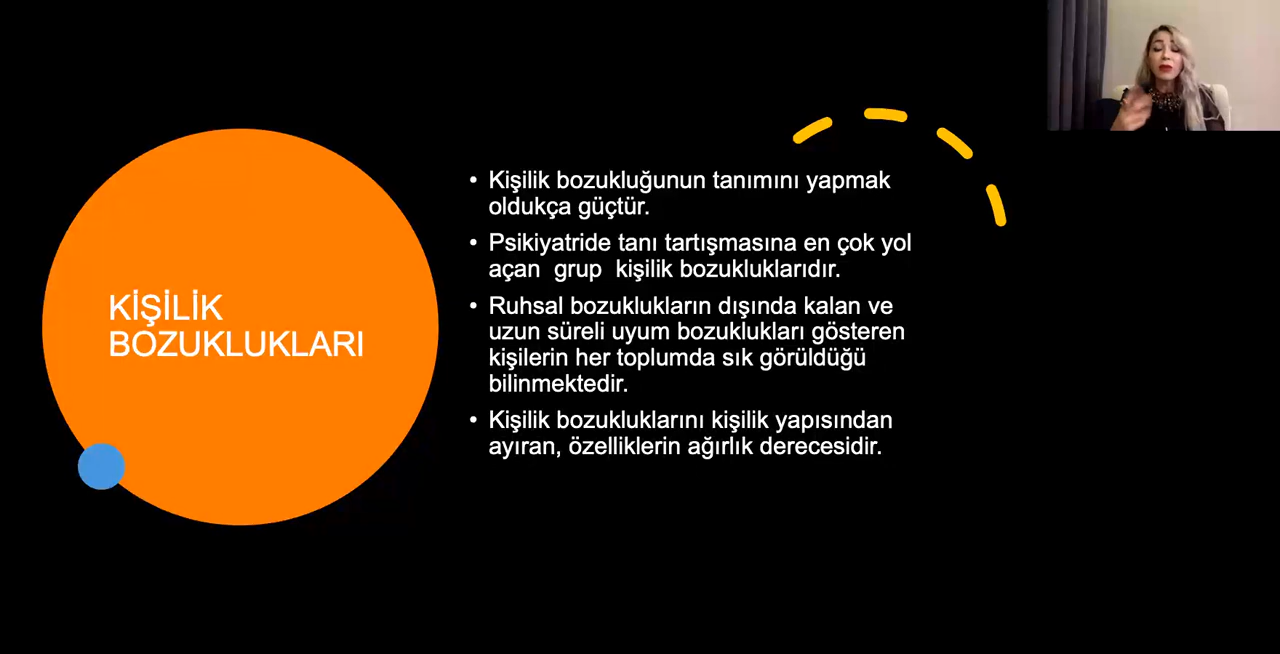 KİŞİLİK
BOZUKLUKLARI
• Kişilik bozukluğunun tanımını yapmak
oldukça güçtür.
• Psikiyatride tanı tartışmasına en çok yol
açan  grup  kişilik bozukluklarıdır.
• Ruhsal bozuklukların dışında kalan ve
uzun süreli uyum bozuklukları gösteren
kişilerin her toplumda sık görüldüğü
bilinmektedir.
• Kişilik bozukluklarını kişilik yapısından
ayıran, özelliklerin ağırlık derecesidir.